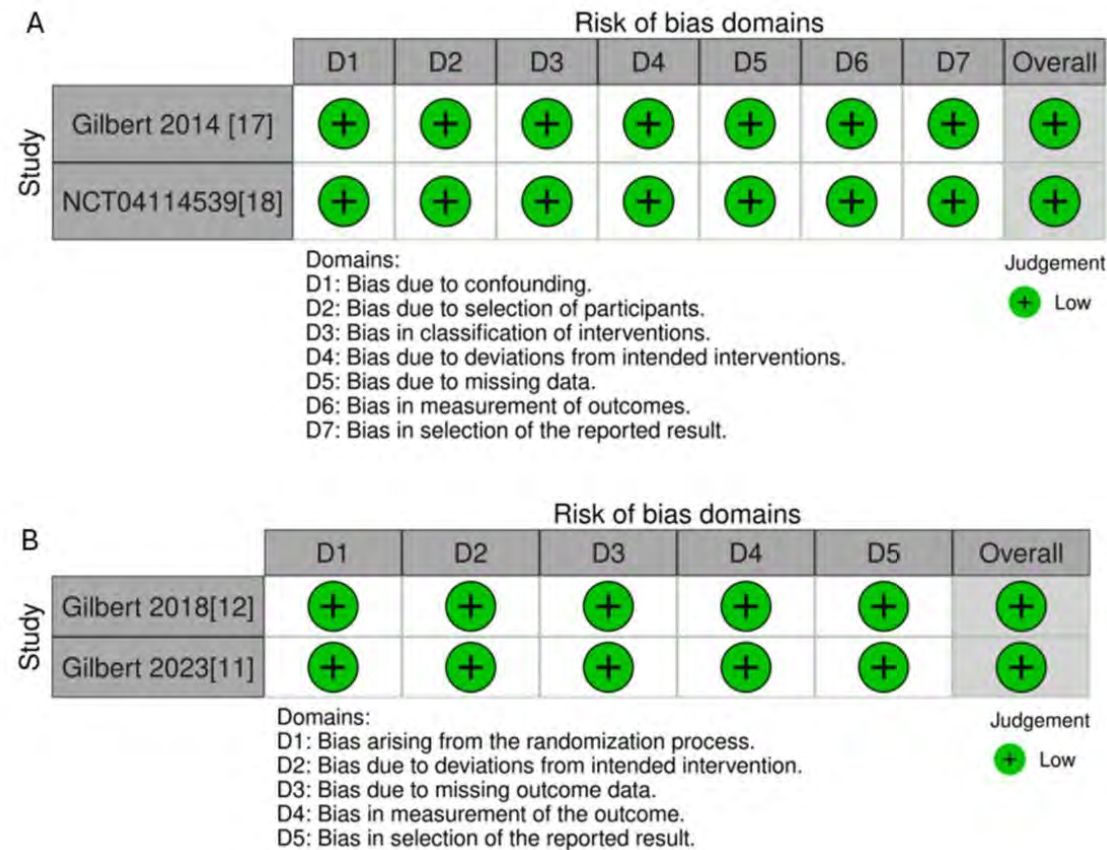 A
Risk of bias domains
D1 D2 D3 D4 D5 D6 D7 Overall
Study
Gilbert 2014 [17] + + + + + + + +
NCT04114539[18] + + + + + + + +
Domains:
D1: Bias due to confounding.
D2: Bias due to selection of participants.
D3: Bias in classification of interventions.
D4: Bias due to deviations from intended interventions.
D5: Bias due to missing data.
D6: Bias in measurement of outcomes.
D7: Bias in selection of the reported result.
Judgement
+ Low
B
Risk of bias domains
D1 D2 D3 D4 D5 Overall
Study
Gilbert 2018[12] + + + + + +
Gilbert 2023[11] + + + + + +
Domains:
D1: Bias arising from the randomization process.
D2: Bias due to deviations from intended intervention.
D3: Bias due to missing outcome data.
D4: Bias in measurement of the outcome.
D5: Bias in selection of the reported result.
Judgement
+ Low